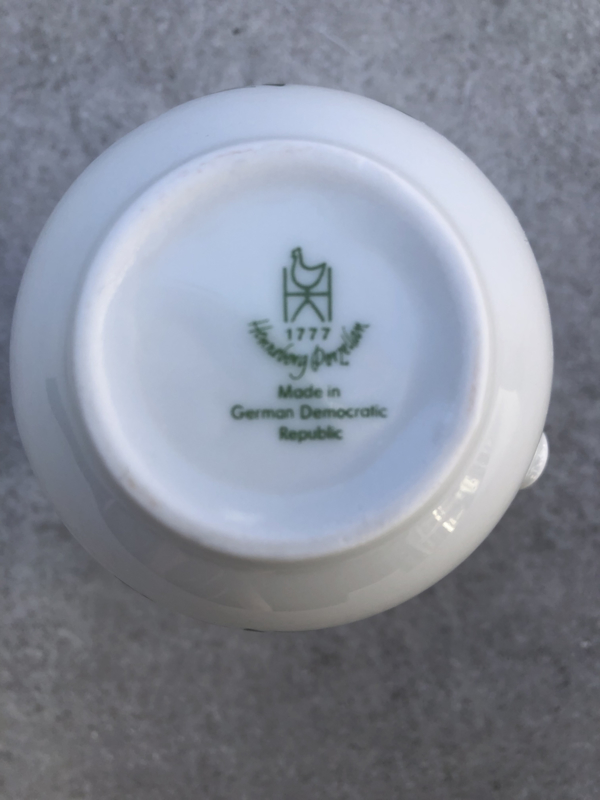 1777
Henneberg Porzellan
Made in
German Democratic
Republic